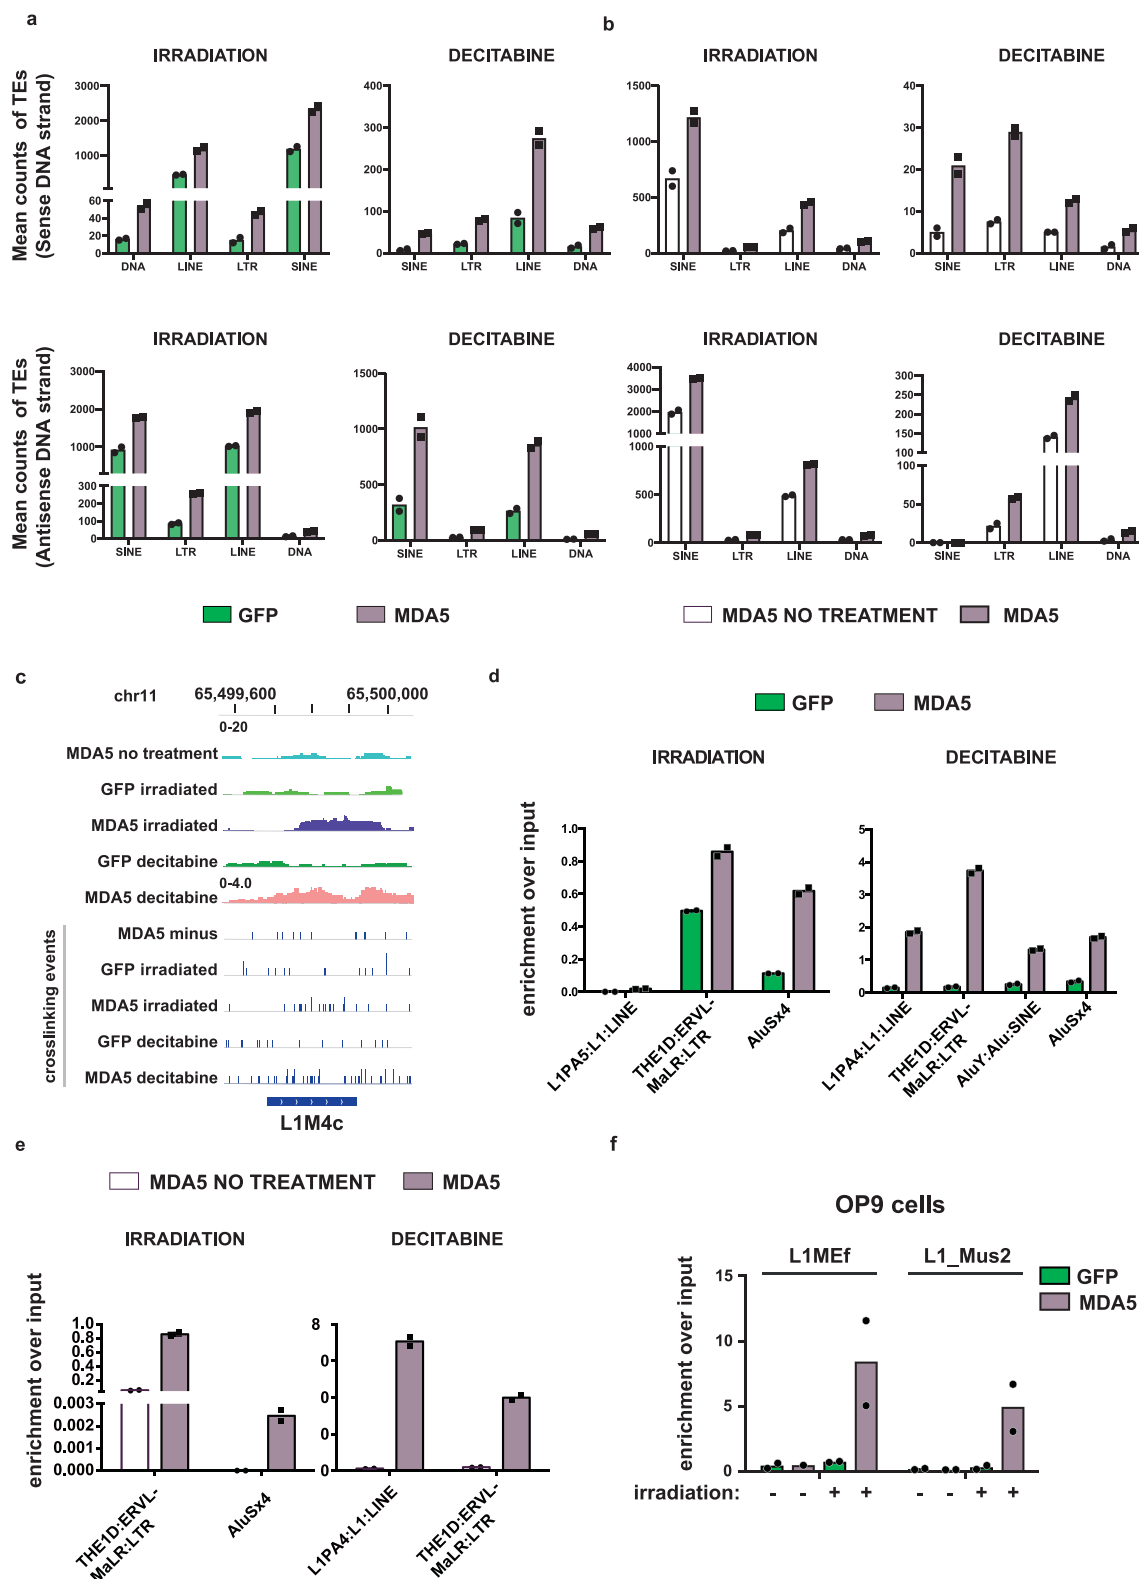 a
b
IRRADIATION
DECITABINE
IRRADIATION
DECITABINE
Mean counts of TEs
(Sense DNA strand)
3000
2000
1000
60
40
20
0
DNA
LINE
LTR
SINE
400
300
200
100
0
SINE
LTR
LINE
DNA
1500
1000
500
0
SINE
LTR
LINE
DNA
40
30
20
10
0
SINE
LTR
LINE
DNA
IRRADIATION
DECITABINE
IRRADIATION
DECITABINE
Mean counts of TEs
(Antisense DNA strand)
3000
2000
1000
300
200
100
0
SINE
LTR
LINE
DNA
1500
1000
500
0
SINE
LTR
LINE
DNA
4000
3000
2000
1000
1000
500
0
SINE
LTR
LINE
DNA
300
250
200
150
100
100
50
0
SINE
LTR
LINE
DNA
GFP
MDA5
MDA5 NO TREATMENT
MDA5
c
chr11
65,499,600
65,500,000
0-20
MDA5 no treatment
GFP irradiated
MDA5 irradiated
GFP decitabine
0-4.0
MDA5 decitabine
crosslinking events
MDA5 minus
GFP irradiated
MDA5 irradiated
GFP decitabine
MDA5 decitabine
L1M4c
d
GFP
MDA5
IRRADIATION
DECITABINE
enrichment over input
1.0
0.8
0.6
0.4
0.2
0.0
L1PA5:L1:LINE
THE1D:ERVL-
MaLR:LTR
AluSx4
5
4
3
2
1
0
L1PA4:L1:LINE
THE1D:ERVL-
MaLR:LTR
AluY:Alu:SINE
AluSx4
e
MDA5 NO TREATMENT
MDA5
IRRADIATION
DECITABINE
enrichment over input
1.0
0.8
0.6
0.4
0.2
0.003
0.002
0.001
0.000
THE1D:ERVL-
MaLR:LTR
AluSx4
8
0
0
0
0
L1PA4:L1:LINE
THE1D:ERVL-
MaLR:LTR
f
OP9 cells
L1MEf
L1_Mus2
GFP
MDA5
enrichment over input
15
10
5
0
irradiation: - - + + - - + +